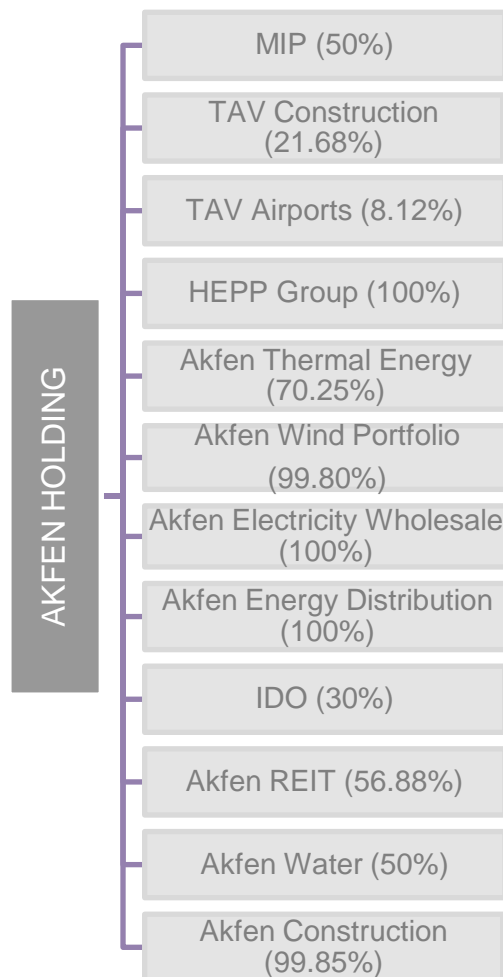 AKFEN HOLDING
MIP (50%)
TAV Construction
(21.68%)
TAV Airports (8.12%)
HEPP Group (100%)
Akfen Thermal Energy
(70.25%)
Akfen Wind Portfolio
(99.80%)
Akfen Electricity Wholesale
(100%)
Akfen Energy Distribution
(100%)
IDO (30%)
Akfen REIT (56.88%)
Akfen Water (50%)
Akfen Construction
(99.85%)